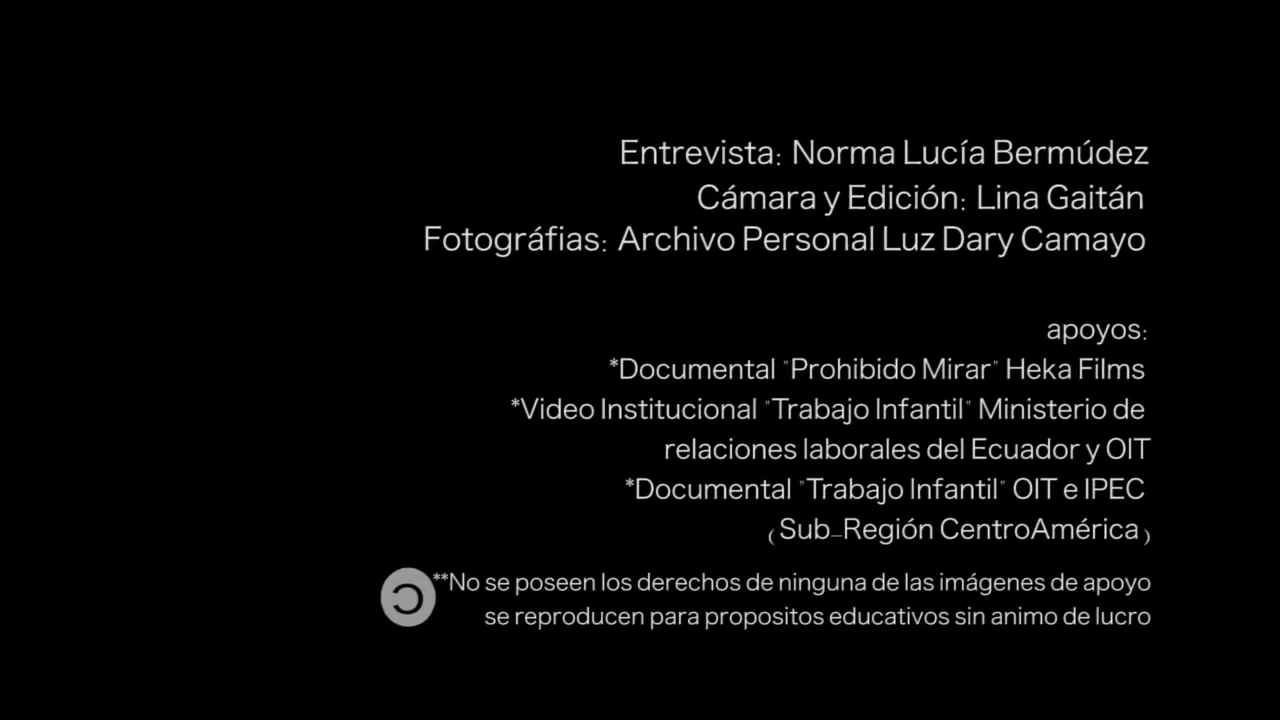 Entrevista: Norma Lucía Bermúdez
Cámara y Edición: Lina Gaitán
Fotográfias: Archivo Personal Luz Dary Camayo
apoyos:
*Documental "Prohibido Mirar" Heka Films
*Video Institucional "Trabajo Infantil" Ministerio de
relaciones laborales del Ecuador y OIT
*Documental "Trabajo Infantil" OIT e IPEC
(Sub-Región CentroAmérica)
**No se poseen los derechos de ninguna de las imágenes de apoyo
se reproducen para propositos educativos sin animo de lucro